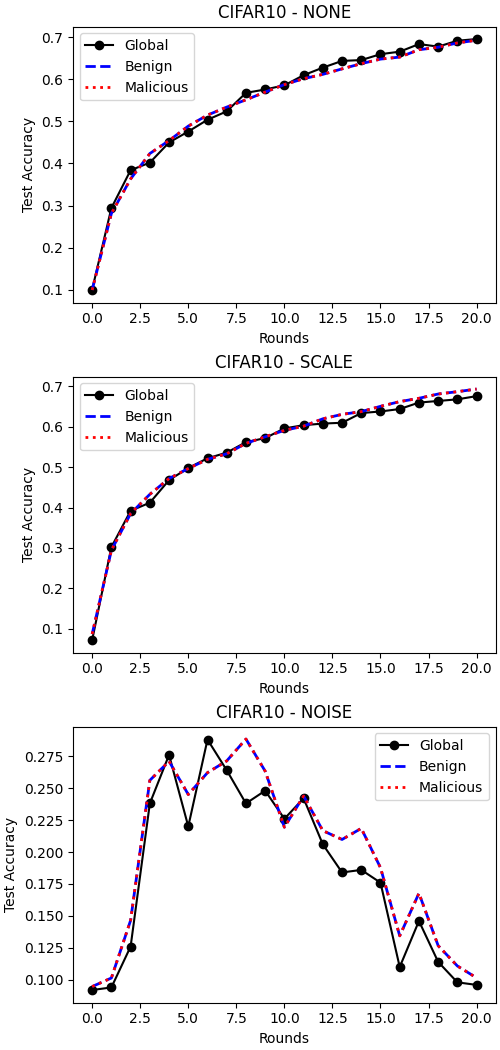 CIFAR10 - NONE
Global
Benign
Malicious
Test Accuracy
0.7
0.6
0.5
0.4
0.3
0.2
0.1
0.0 2.5 5.0 7.5 10.0 12.5 15.0 17.5 20.0
Rounds
CIFAR10 - SCALE
Global
Benign
Malicious
Test Accuracy
0.7
0.6
0.5
0.4
0.3
0.2
0.1
0.0 2.5 5.0 7.5 10.0 12.5 15.0 17.5 20.0
Rounds
CIFAR10 - NOISE
Global
Benign
Malicious
Test Accuracy
0.275
0.250
0.225
0.200
0.175
0.150
0.125
0.100
0.0 2.5 5.0 7.5 10.0 12.5 15.0 17.5 20.0
Rounds